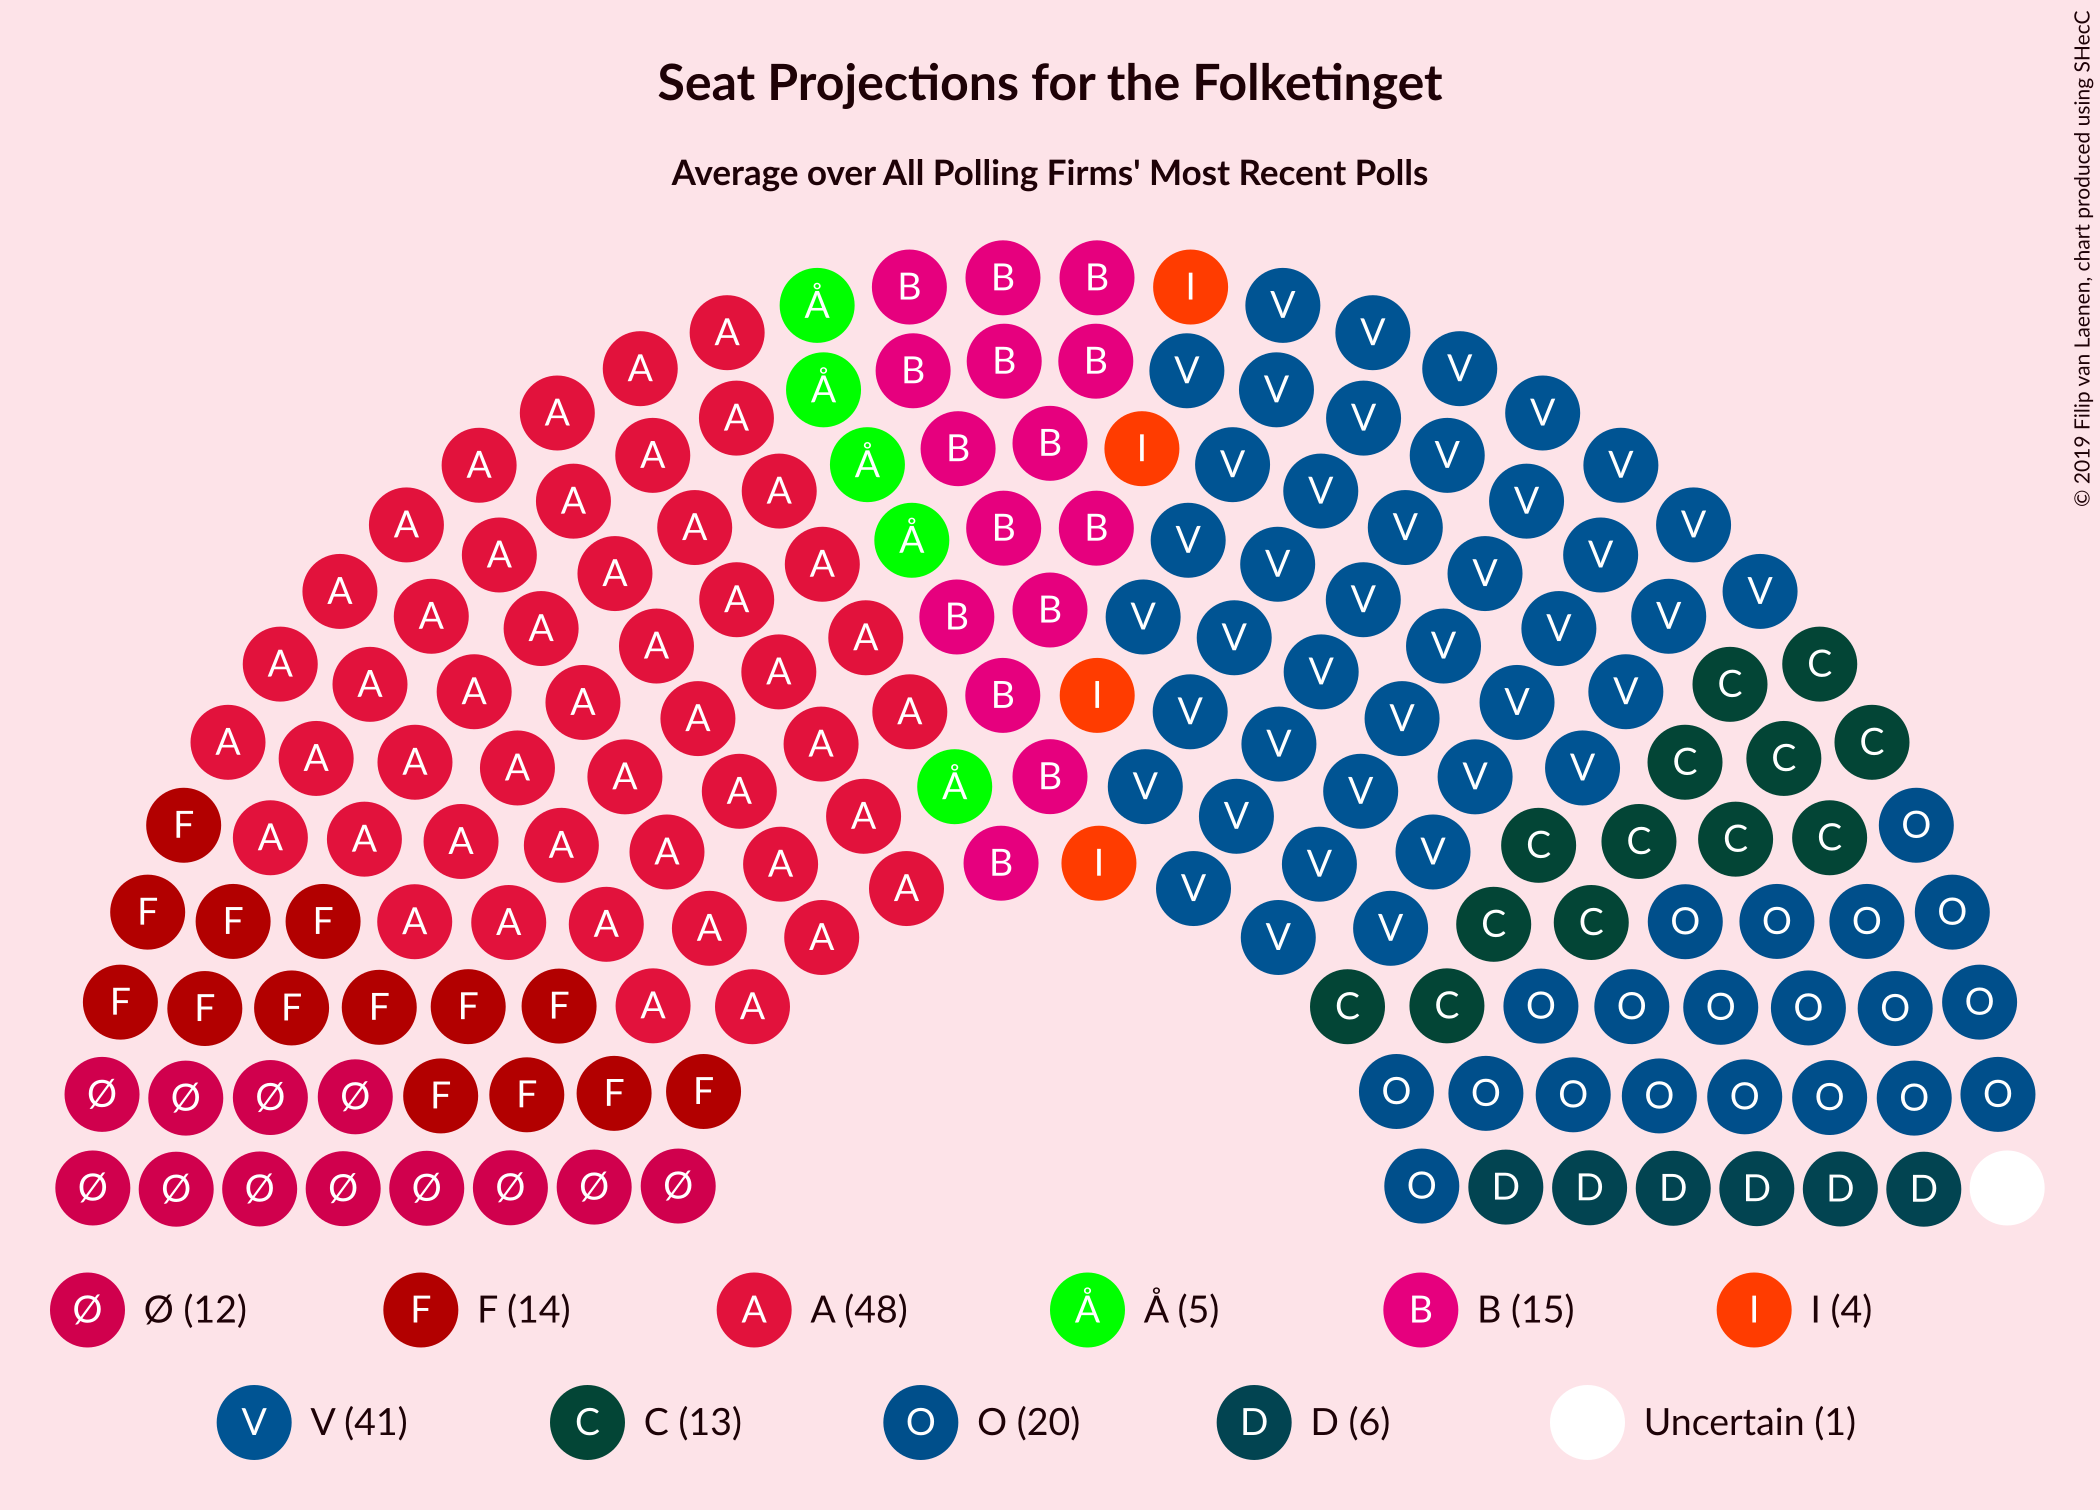 Seat Projections for the Folketinget
Average over All Polling Firms' Most Recent Polls
© 2019 Filip van Laenen, chart produced using SHecC
B B
Å B I
A V
A V
A Å B B B V V V
A A V V
A A Å B B I V V V
A A A V V V
A A A Å B B V V V V
A A A V V V
A A A A B B V V V V V
A A A A V V V V C C
A A A A A B I V V V V V
A A A A A V V V V C C C
A A A A A Å B V V V V
F A A A A A A V V C C C C O
A A B I V V
F F F A A A A A V V V C C O O O O
F F F F F F A A C C O O O O O O
Ø Ø Ø Ø F F F F O O O O O O O O
Ø Ø Ø Ø Ø Ø Ø Ø O D D D D D D
Ø Ø (12) F F (14) A A (48) Å Å (5) B B (15) I I (4)
V V (41) C C (13) O O (20) D D (6) Uncertain (1)